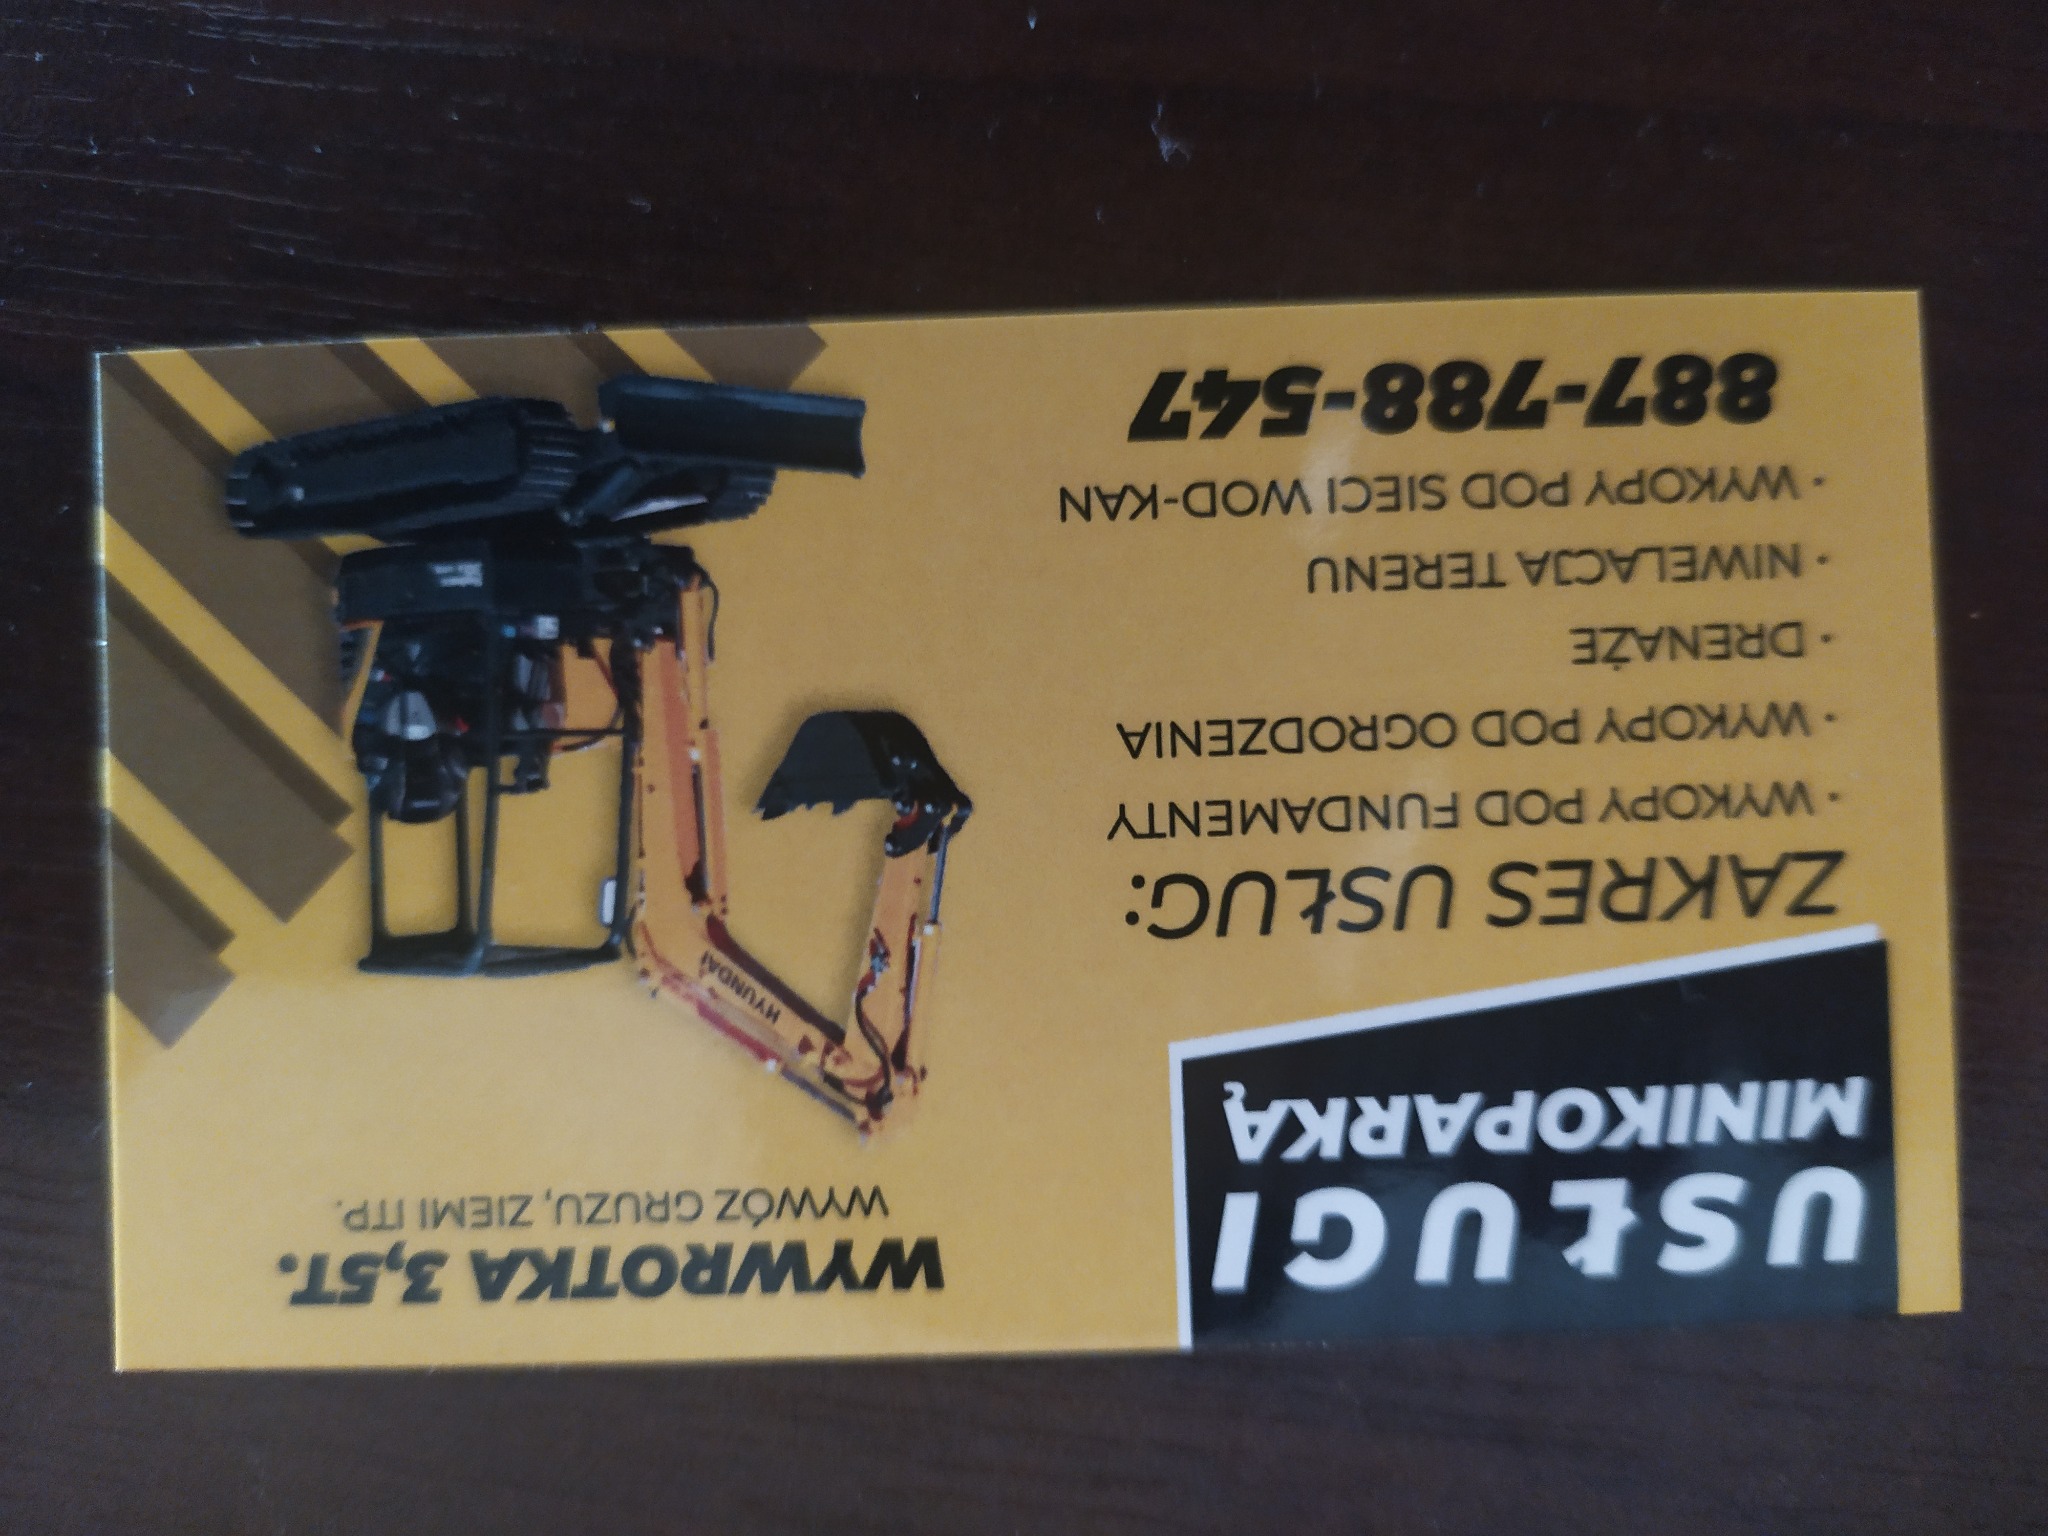 USŁUGI
MINIKOPARKĄ
ZAKRES USŁUG:
· WYKOPY POD FUNDAMENTY
· WYKOPY POD OGRODZENIA
· DRENAŻE
· NIWELACJA TERENU
· WYKOPY POD SIECI WOD-KAN
887-788-547
WYWROTKA 3,5T.
WYWÓZ GRUZU, ZIEMI ITP.
HYUNDAI